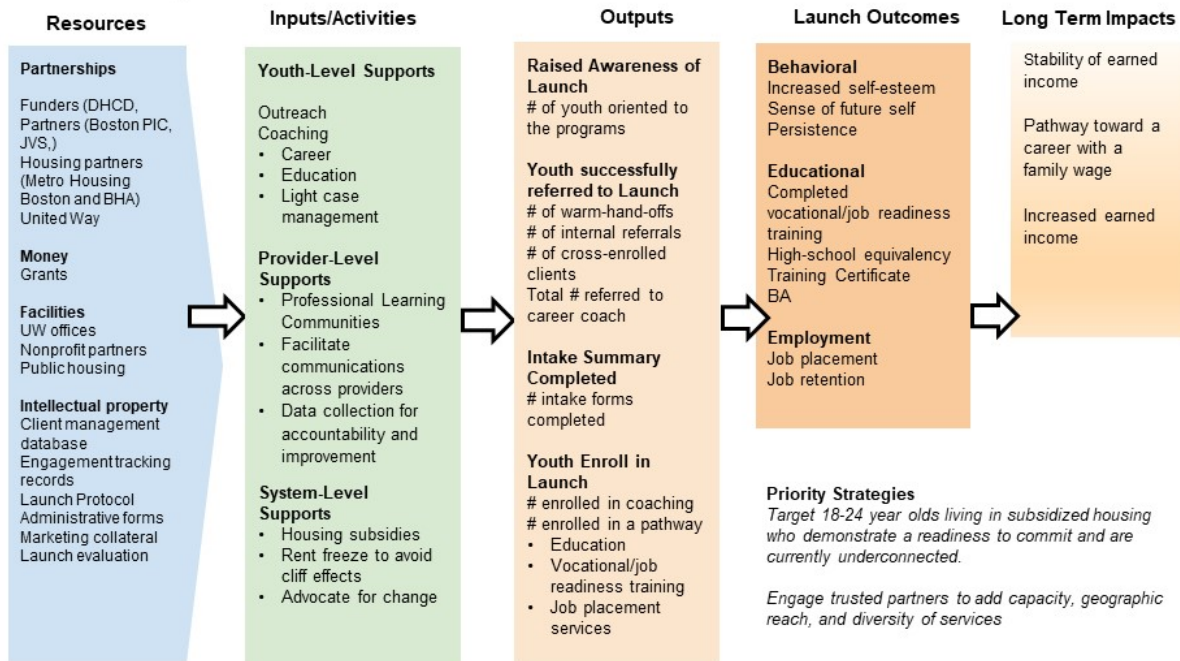 Resources
Partnerships
Funders (DHCD,
Partners (Boston PIC,
JVS,)
Housing partners
(Metro Housing
Boston and BHA)
United Way
Money
Grants
Facilities
UW offices
Nonprofit partners
Public housing
Intellectual property
Client management
database
Engagement tracking
records
Launch Protocol
Administrative forms
Marketing collateral
Launch evaluation
Inputs/Activities
Youth-Level Supports
Outreach
Coaching
• Career
• Education
• Light case
management
Provider-Level
Supports
• Professional Learning
Communities
• Facilitate
communications
across providers
• Data collection for
accountability and
improvement
System-Level
Supports
• Housing subsidies
• Rent freeze to avoid
cliff effects
• Advocate for change
Outputs
Raised Awareness of
Launch
# of youth oriented to
the programs
Youth successfully
referred to Launch
# of warm-hand-offs
# of internal referrals
# of cross-enrolled
clients
Total # referred to
career coach
Intake Summary
Completed
# intake forms
completed
Youth Enroll in
Launch
# enrolled in coaching
# enrolled in a pathway
• Education
• Vocational/job
readiness training
• Job placement
services
Launch Outcomes
Behavioral
Increased self-esteem
Sense of future self
Persistence
Educational
Completed
vocational/job readiness
training
High-school equivalency
Training Certificate
BA
Employment
Job placement
Job retention
Long Term Impacts
Stability of earned
income
Pathway toward a
career with a
family wage
Increased earned
income
Priority Strategies
Target 18-24 year olds living in subsidized housing
who demonstrate a readiness to commit and are
currently underconnected.
Engage trusted partners to add capacity, geographic
reach, and diversity of services